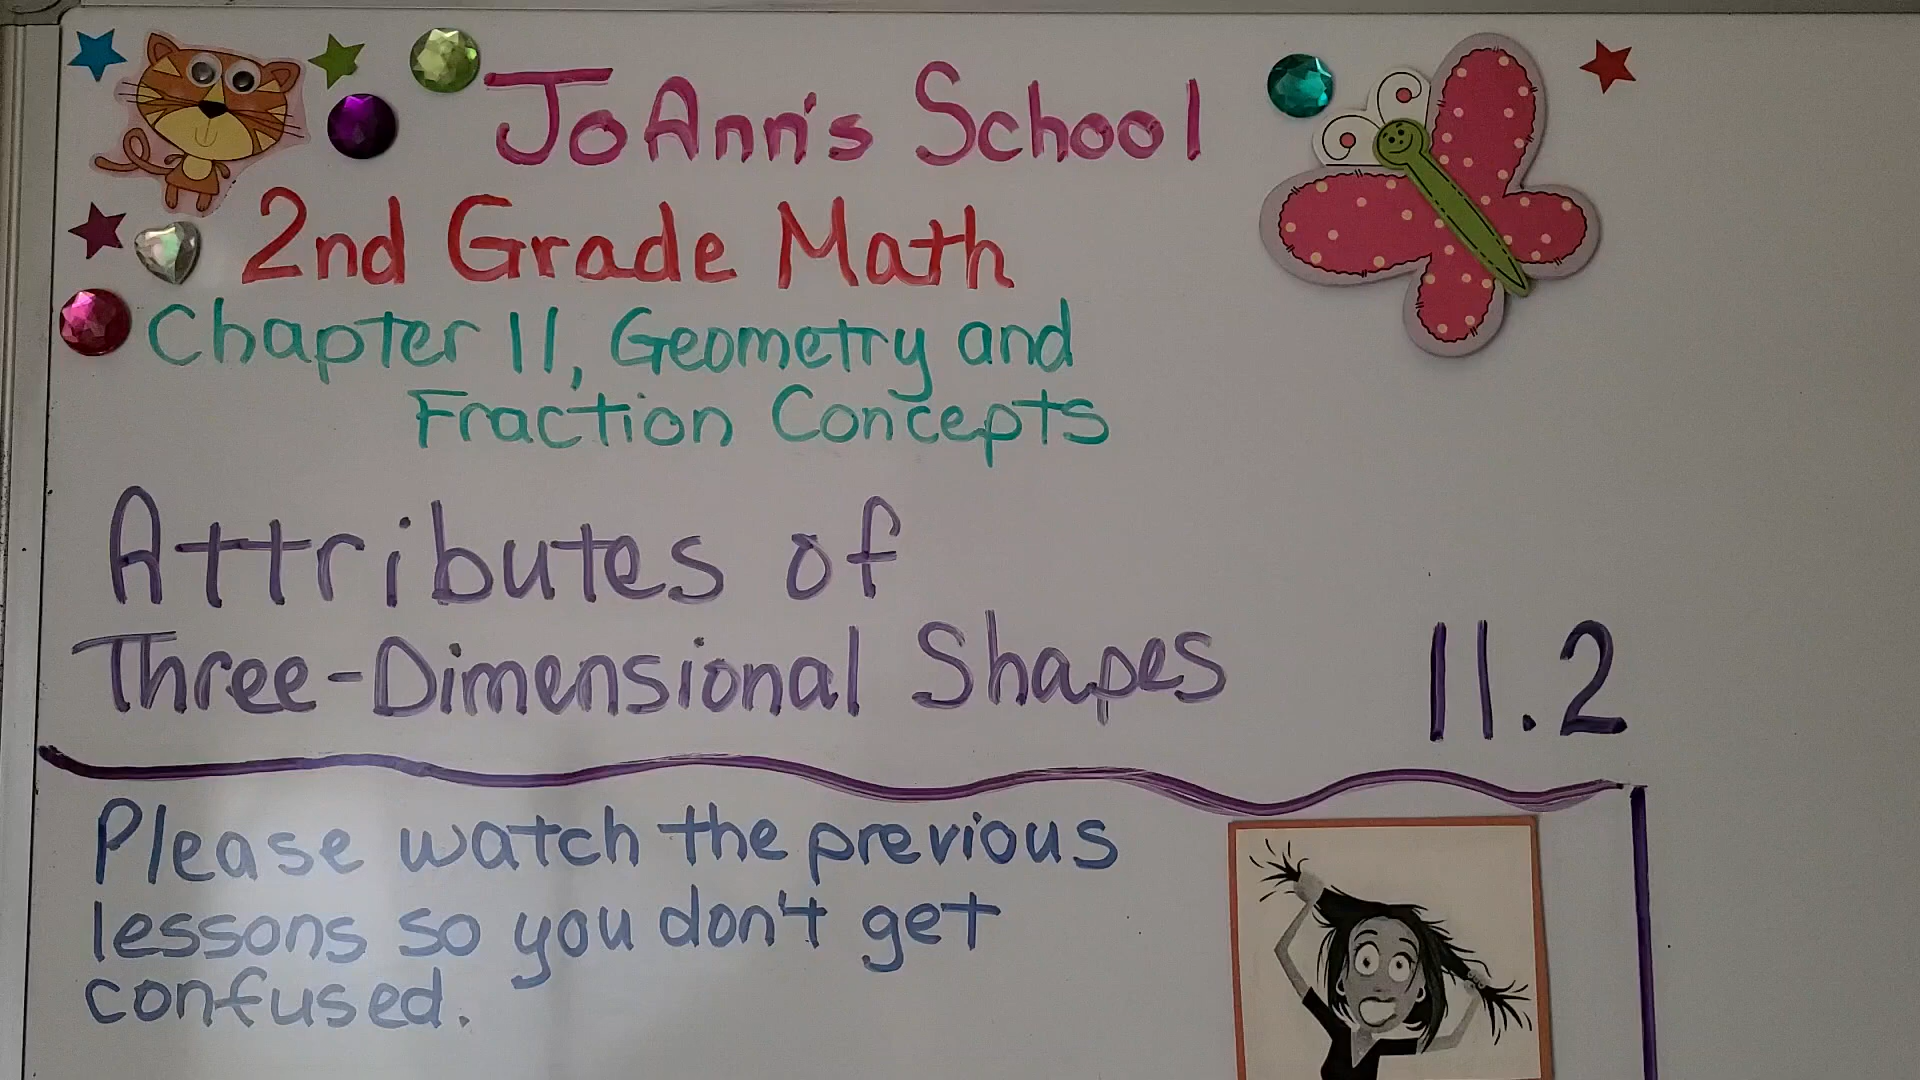 JoAnn's School
2nd Grade Math
Chapter 11, Geometry and
Fraction Concepts
Attributes of
Three-Dimensional Shapes 11.2
Please watch the previous
lessons so you don't get
confused.